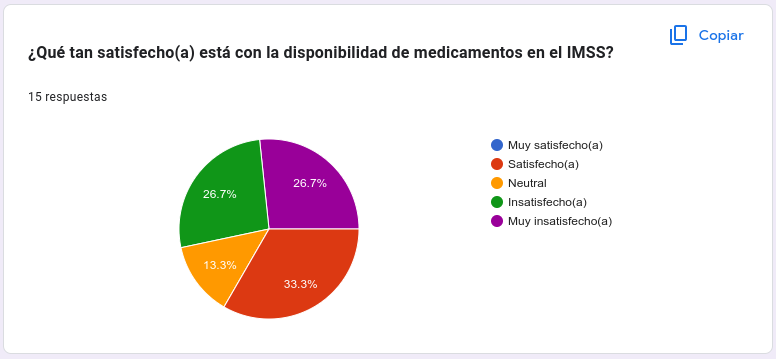 Copiar
¿Qué tan satisfecho(a) está con la disponibilidad de medicamentos en el IMSS?
15 respuestas
26.7%
26.7%
13.3%
33.3%
Muy satisfecho(a)
Satisfecho(a)
Neutral
Insatisfecho(a)
Muy insatisfecho(a)